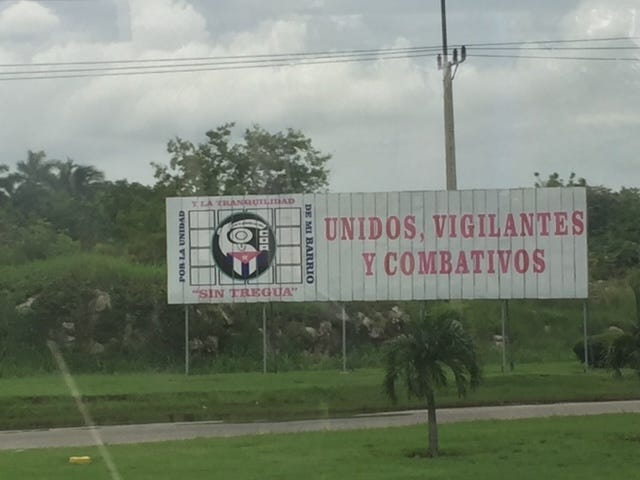 POR LA UNIDAD
Y LA TRANQUILIDAD
DE MI BARRIO
"SIN TREGUA"
UNIDOS, VIGILANTES
Y COMBATIVOS